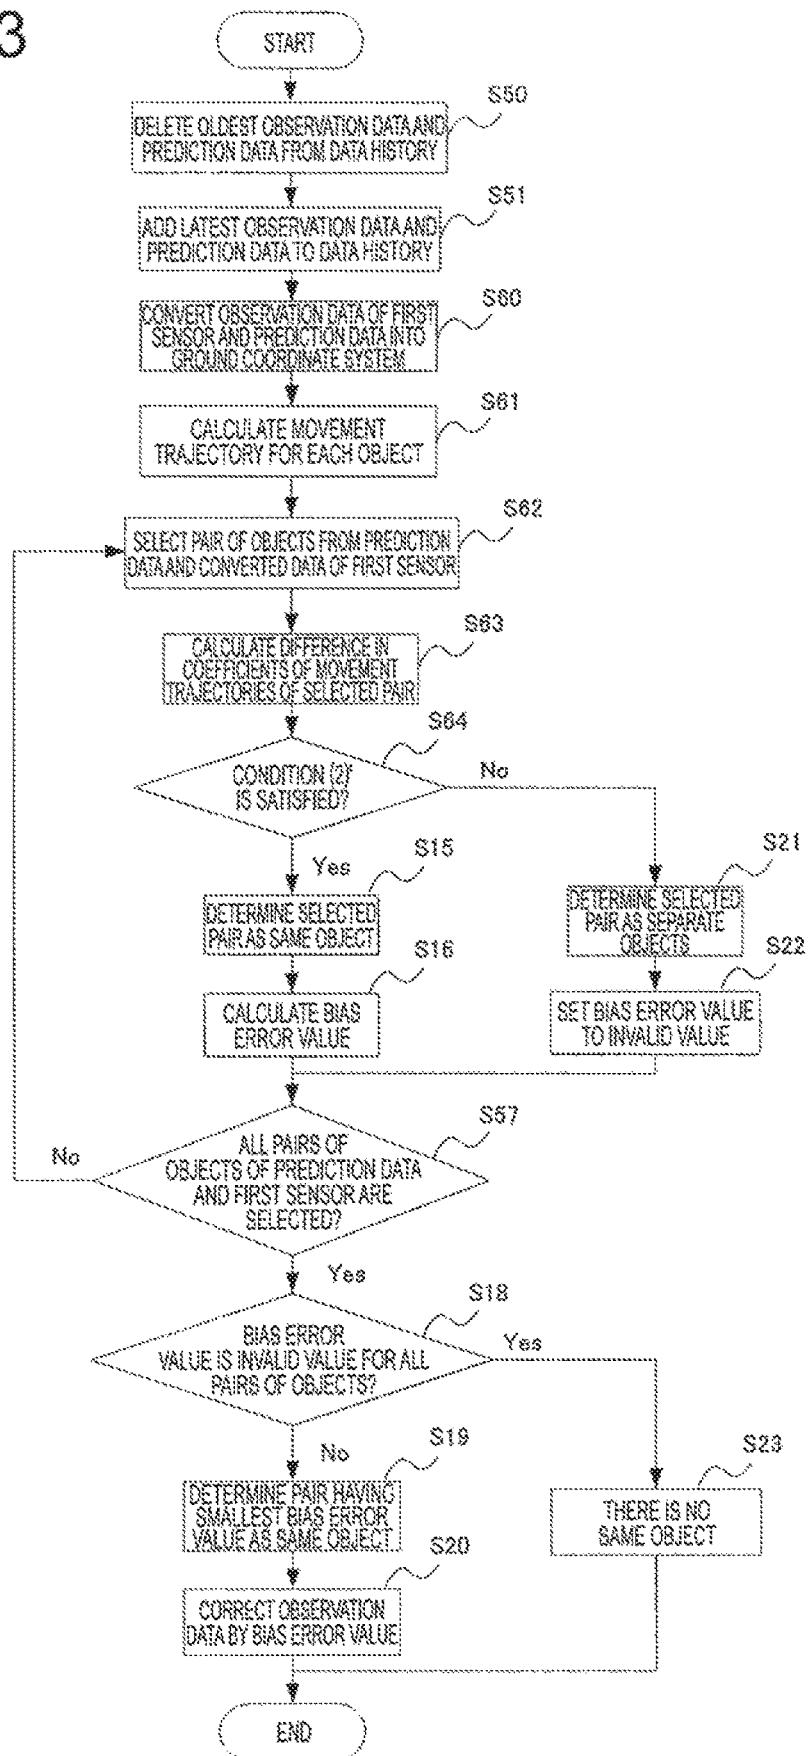 3
START
S50
DELETE OLDEST OBSERVATION DATA AND
PREDICTION DATA FROM DATA HISTORY
S51
ADD LATEST OBSERVATION DATA AND
PREDICTION DATA TO DATA HISTORY
S60
CONVERT OBSERVATION DATA OF FIRST
SENSOR AND PREDICTION DATA INTO
GROUND COORDINATE SYSTEM
S61
CALCULATE MOVEMENT
TRAJECTORY FOR EACH OBJECT
S62
SELECT PAIR OF OBJECTS FROM PREDICTION
DATA AND CONVERTED DATA OF FIRST SENSOR
S63
CALCULATE DIFFERENCE IN
COEFFICIENTS OF MOVEMENT
TRAJECTORIES OF SELECTED PAIR
S64
CONDITION (2)'
IS SATISFIED?
No
Yes
S15
DETERMINE SELECTED
PAIR AS SAME OBJECT
S21
DETERMINE SELECTED
PAIR AS SEPARATE
OBJECTS
S16
CALCULATE BIAS
ERROR VALUE
S22
SET BIAS ERROR VALUE
TO INVALID VALUE
S57
ALL PAIRS OF
OBJECTS OF PREDICTION DATA
AND FIRST SENSOR ARE
SELECTED?
No
Yes
S18
BIAS ERROR
VALUE IS INVALID VALUE FOR ALL
PAIRS OF OBJECTS?
Yes
No
S19
DETERMINE PAIR HAVING
SMALLEST BIAS ERROR
VALUE AS SAME OBJECT
S23
THERE IS NO
SAME OBJECT
S20
CORRECT OBSERVATION
DATA BY BIAS ERROR VALUE
END